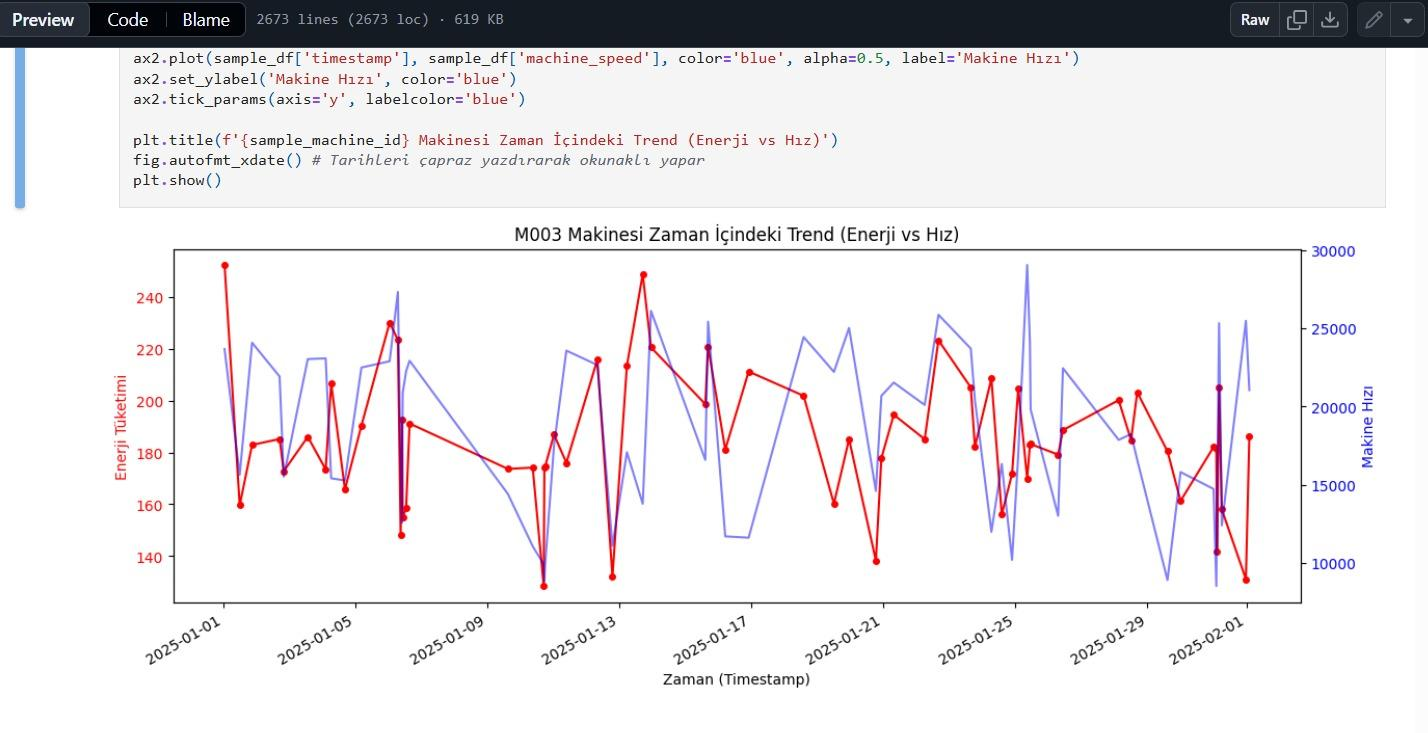 Preview Code Blame 2673 lines (2673 loc) · 619 KB Raw
ax2.plot(sample_df['timestamp'], sample_df['machine_speed'], color='blue', alpha=0.5, label='Makine Hızı')
ax2.set_ylabel('Makine Hızı', color='blue')
ax2.tick_params(axis='y', labelcolor='blue')
plt.title(f'{sample_machine_id} Makinesi Zaman İçindeki Trend (Enerji vs Hız)')
fig.autofmt_xdate() # Tarihleri çapraz yazdırarak okunaklı yapar
plt.show()
M003 Makinesi Zaman İçindeki Trend (Enerji vs Hız)
Enerji Tüketimi
240
220
200
180
160
140
30000
25000
20000
15000
10000
Makine Hızı
2025-01-01 2025-01-05 2025-01-09 2025-01-13 2025-01-17 2025-01-21 2025-01-25 2025-01-29 2025-02-01
Zaman (Timestamp)